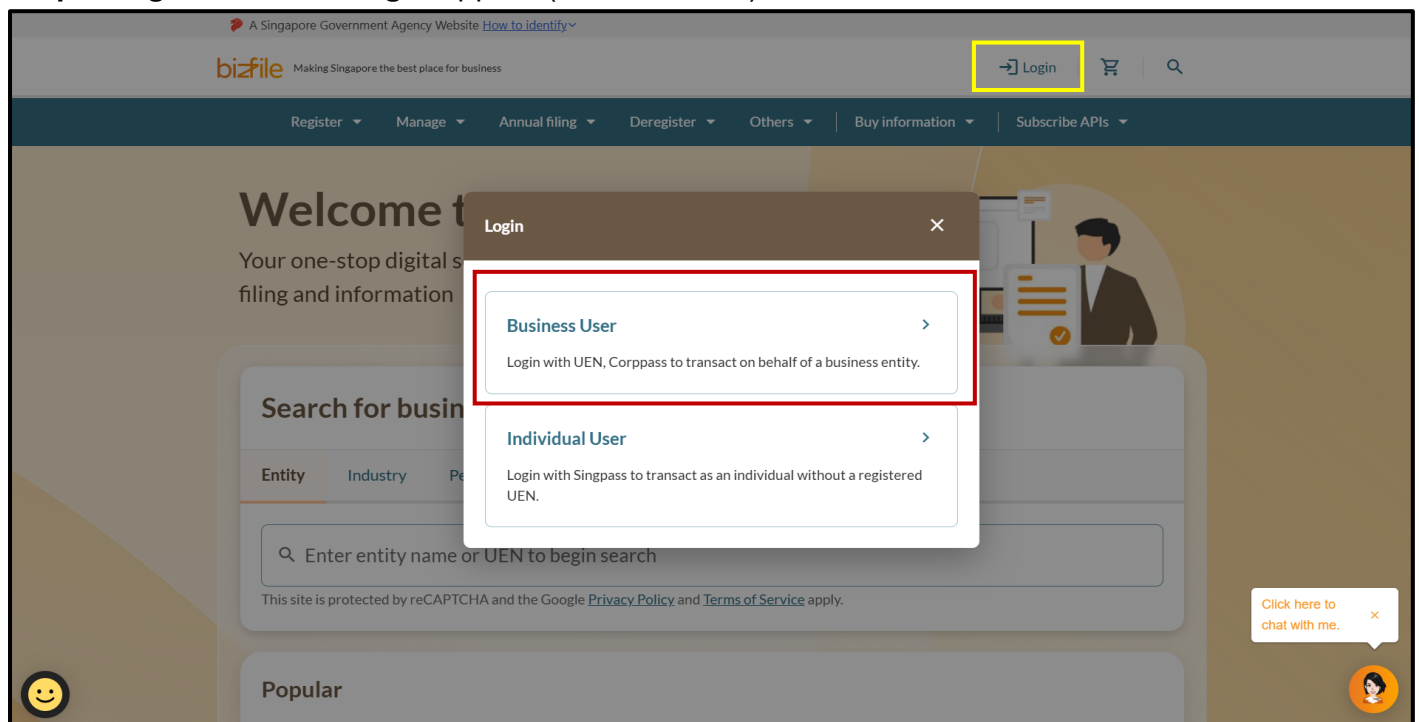 A Singapore Government Agency Website How to identify
bizfile Making Singapore the best place for business
Login
Register Manage Annual filing Deregister Others Buy information Subscribe APIs
Welcome t
Your one-stop digital s
filing and information
Login
Business User
Login with UEN, Corppass to transact on behalf of a business entity.
Individual User
Login with Singpass to transact as an individual without a registered
UEN.
Search for busin
Entity Industry Pe
Enter entity name or UEN to begin search
This site is protected by reCAPTCHA and the Google Privacy Policy and Terms of Service apply.
Click here to
chat with me.
Popular